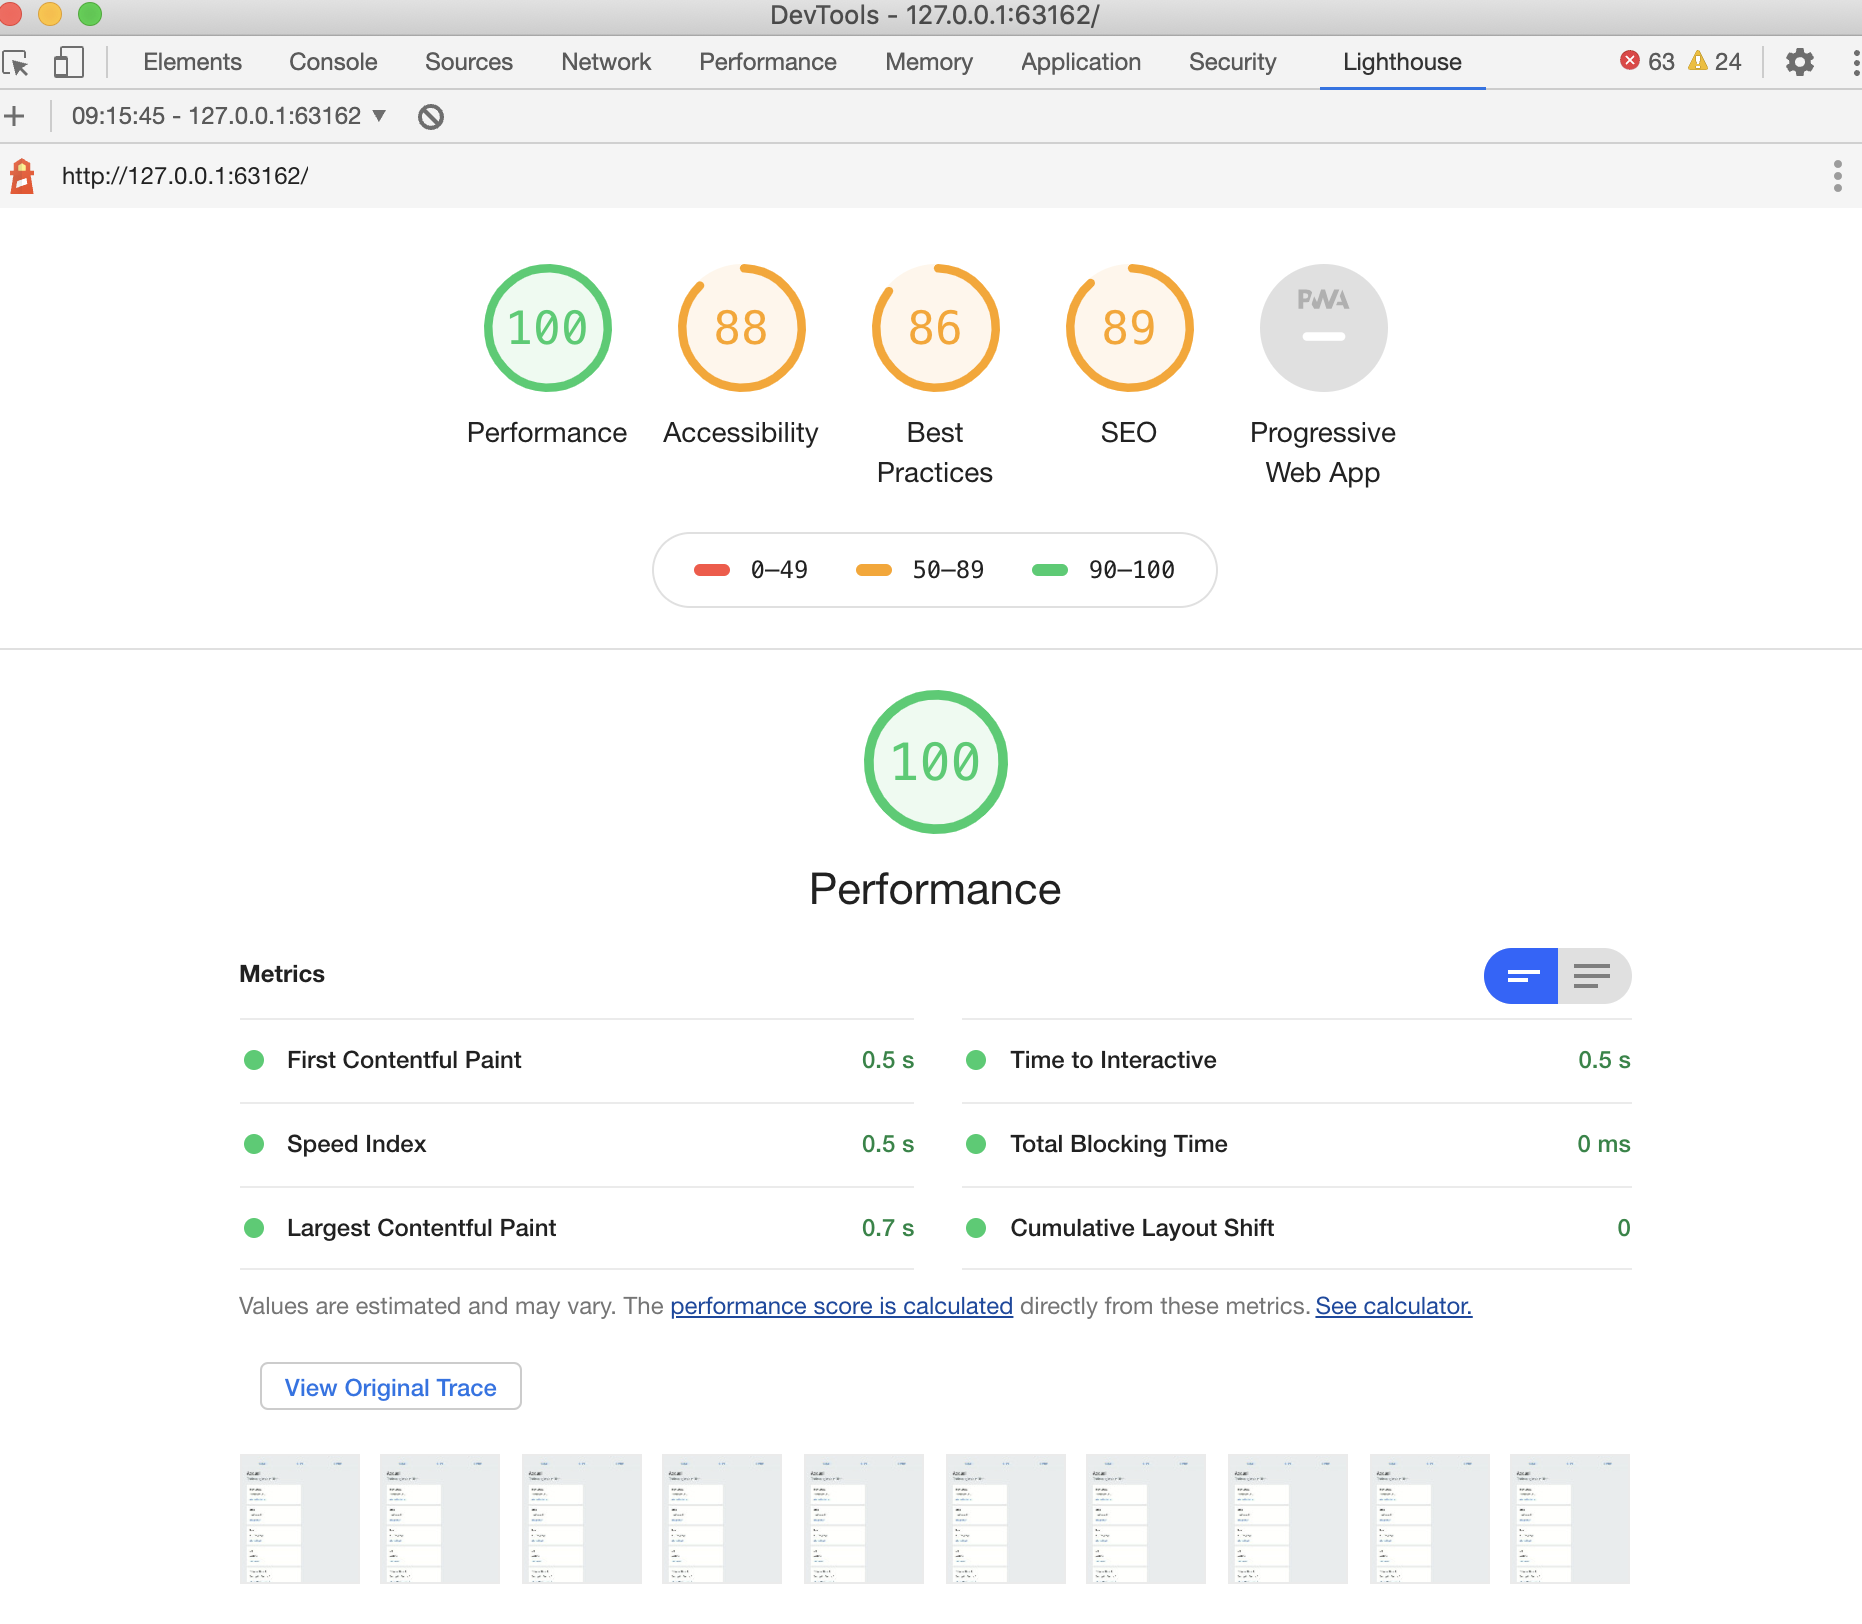 DevTools - 127.0.0.1:63162/
Elements Console Sources Network Performance Memory Application Security Lighthouse 63 24
09:15:45 - 127.0.0.1:63162
http://127.0.0.1:63162/
100 88 86 89 PWA
Performance Accessibility Best Practices SEO Progressive Web App
0–49 50–89 90–100
100
Performance
Metrics
First Contentful Paint 0.5 s
Time to Interactive 0.5 s
Speed Index 0.5 s
Total Blocking Time 0 ms
Largest Contentful Paint 0.7 s
Cumulative Layout Shift 0
Values are estimated and may vary. The performance score is calculated directly from these metrics. See calculator.
View Original Trace